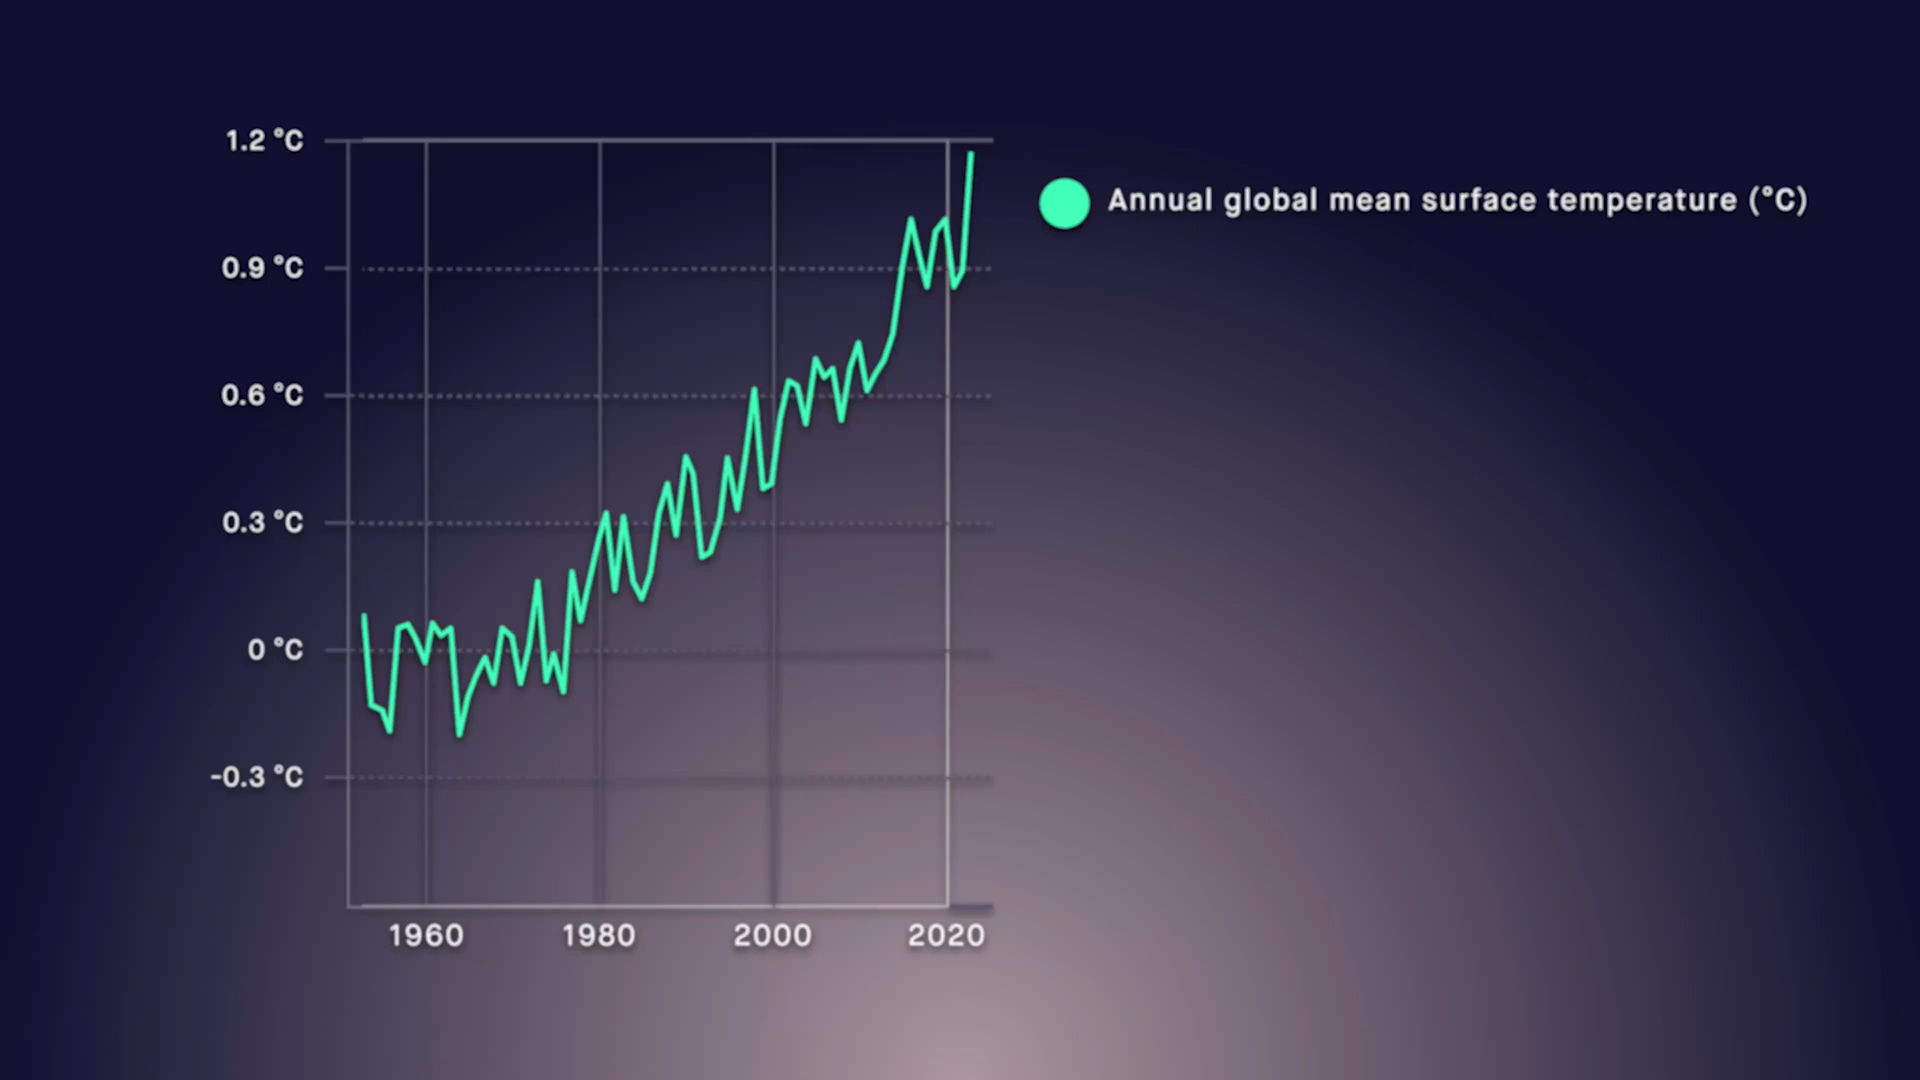 1.2 °C
Annual global mean surface temperature (°C)
0.9 °C
0.6 °C
0.3 °C
0 °C
-0.3 °C
1960 1980 2000 2020